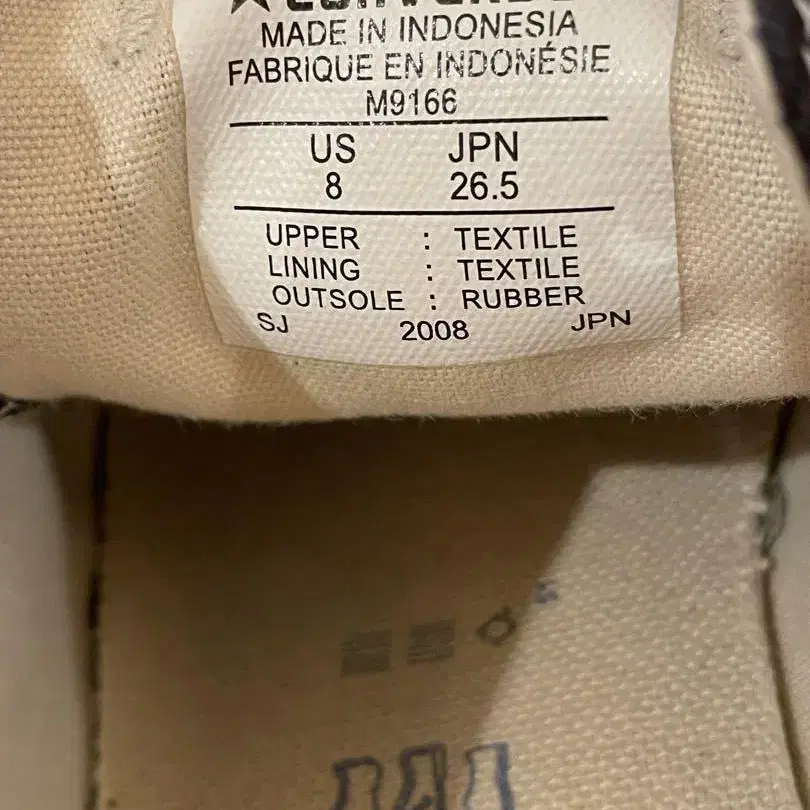 MADE IN INDONESIA
FABRIQUE EN INDONÉSIE
M9166
US JPN
8 26.5
UPPER : TEXTILE
LINING : TEXTILE
OUTSOLE : RUBBER
SJ 2008 JPN